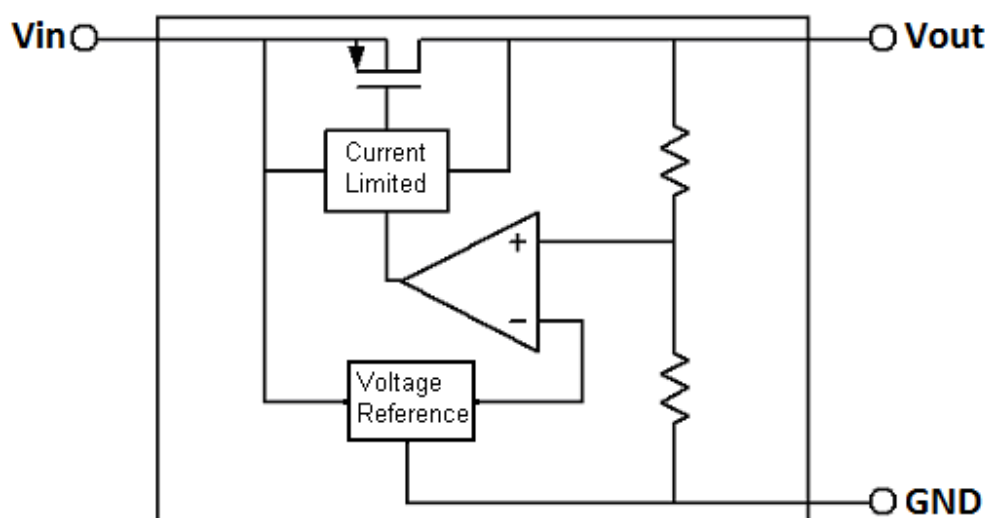 Vin
Vout
Current
Limited
+
−
Voltage
Reference
GND